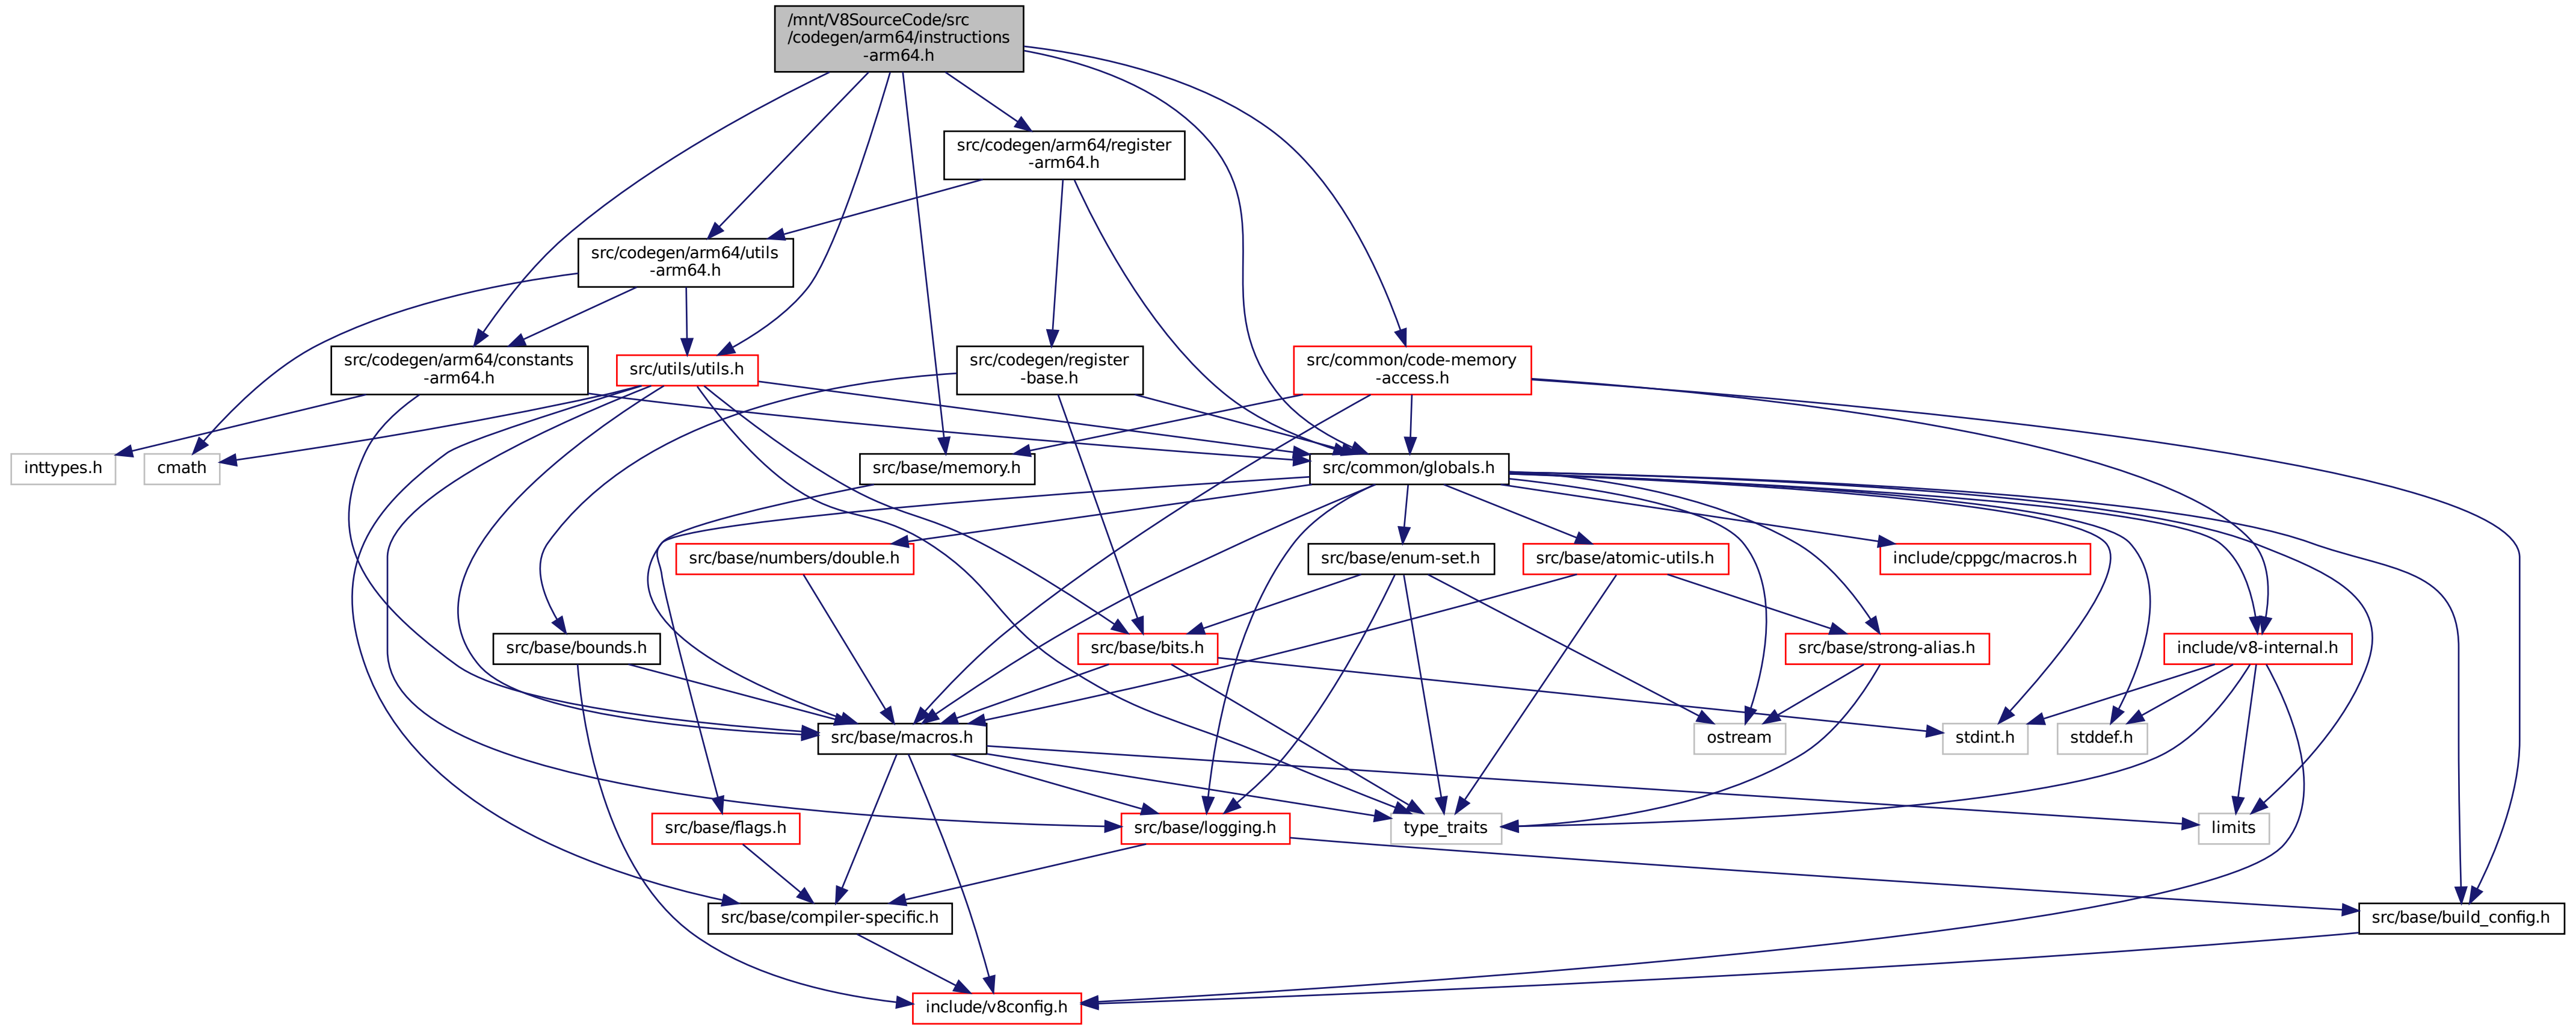 /mnt/V8SourceCode/src
/codegen/arm64/instructions
-arm64.h
src/codegen/arm64/register
-arm64.h
src/codegen/arm64/utils
-arm64.h
src/codegen/arm64/constants
-arm64.h
src/utils/utils.h
src/codegen/register
-base.h
src/common/code-memory
-access.h
inttypes.h
cmath
src/base/memory.h
src/common/globals.h
src/base/numbers/double.h
src/base/enum-set.h
src/base/atomic-utils.h
include/cppgc/macros.h
src/base/bounds.h
src/base/bits.h
src/base/strong-alias.h
include/v8-internal.h
src/base/macros.h
ostream
stdint.h
stddef.h
src/base/flags.h
src/base/logging.h
type_traits
limits
src/base/compiler-specific.h
src/base/build_config.h
include/v8config.h